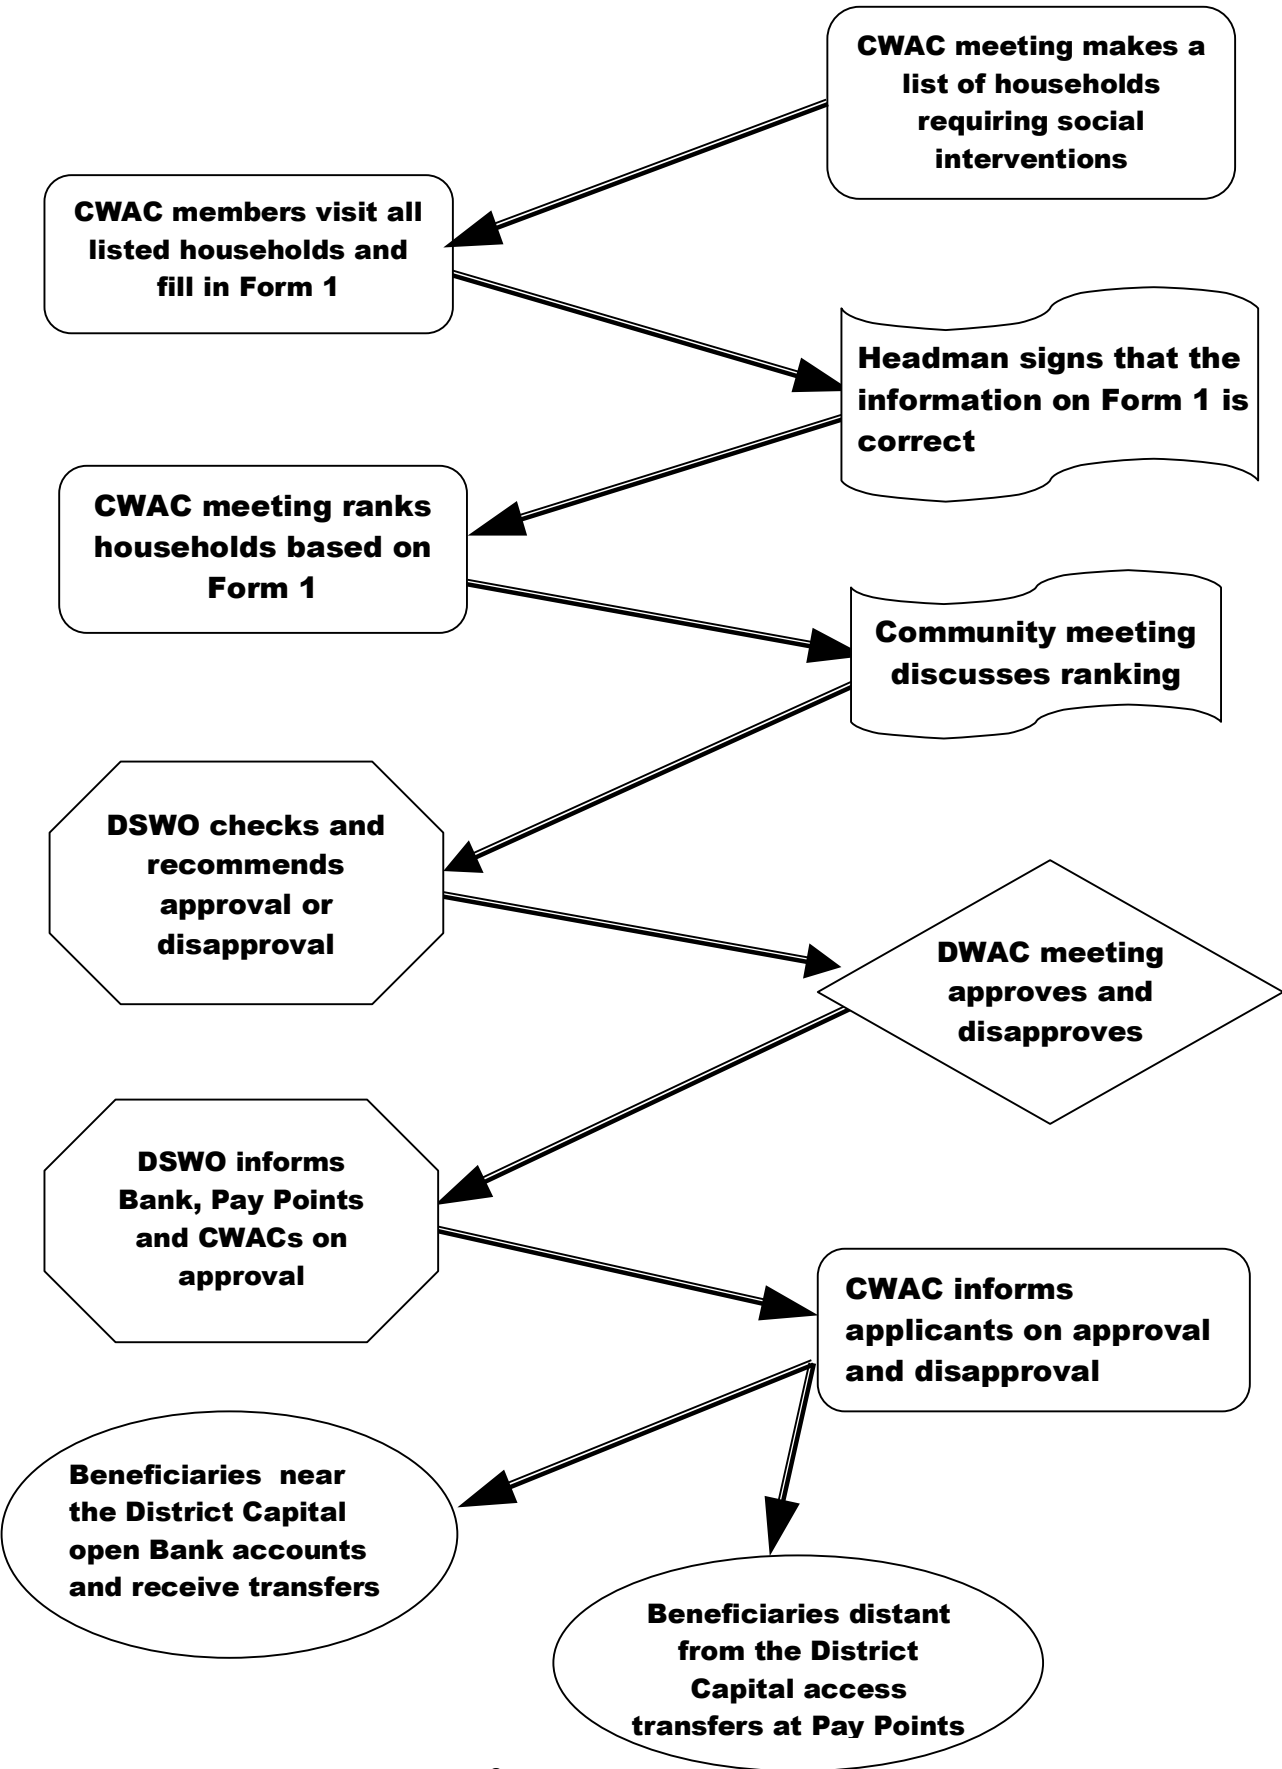 CWAC meeting makes a
list of households
requiring social
interventions
CWAC members visit all
listed households and
fill in Form 1
Headman signs that the
information on Form 1 is
correct
CWAC meeting ranks
households based on
Form 1
Community meeting
discusses ranking
DSWO checks and
recommends
approval or
disapproval
DWAC meeting
approves and
disapproves
DSWO informs
Bank, Pay Points
and CWACs on
approval
CWAC informs
applicants on approval
and disapproval
Beneficiaries near
the District Capital
open Bank accounts
and receive transfers
Beneficiaries distant
from the District
Capital access
transfers at Pay Points